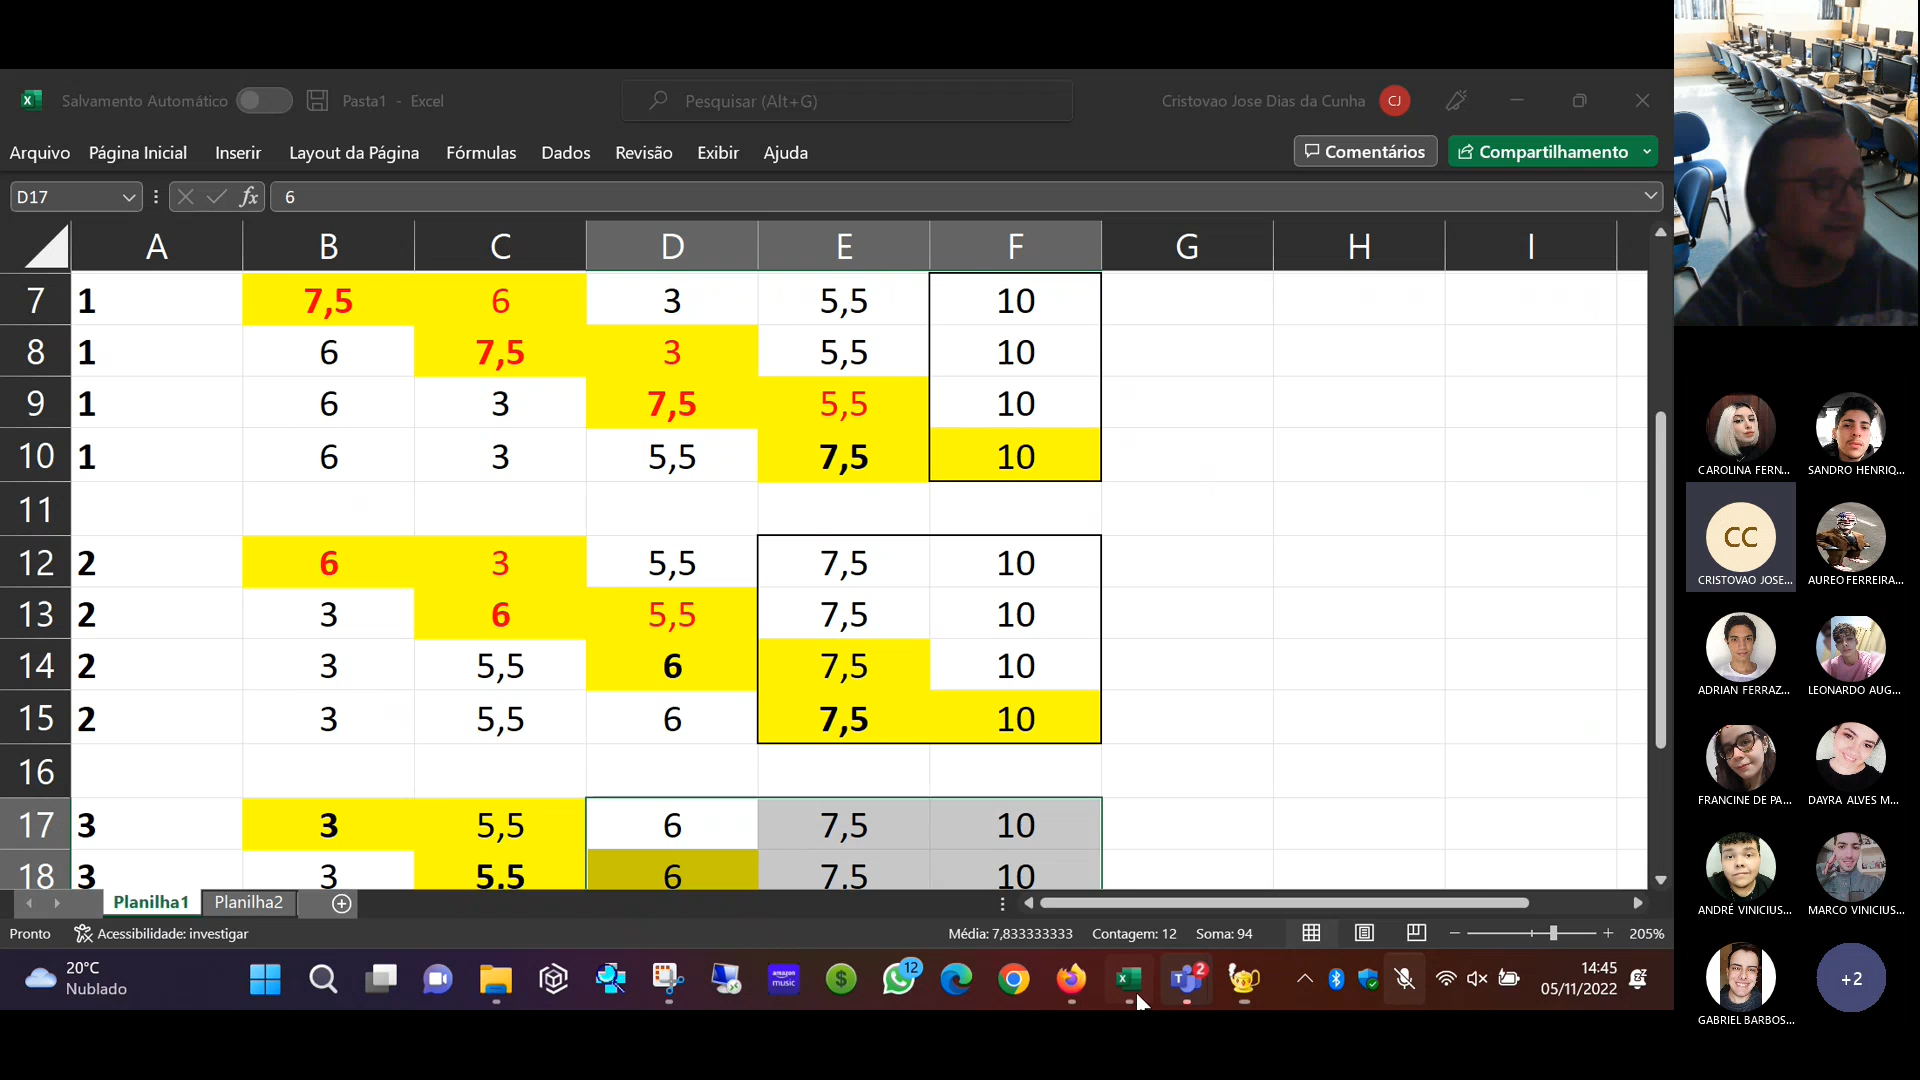 Salvamento Automático
Pasta1 - Excel
Pesquisar (Alt+G)
Cristovao Jose Dias da Cunha
CJ
Arquivo Página Inicial Inserir Layout da Página Fórmulas Dados Revisão Exibir Ajuda
Comentários
Compartilhamento
D17
fx
6
A B C D E F G H I
7 1 7,5 6 3 5,5 10
8 1 6 7,5 3 5,5 10
9 1 6 3 7,5 5,5 10
10 1 6 3 5,5 7,5 10
11
12 2 6 3 5,5 7,5 10
13 2 3 6 5,5 7,5 10
14 2 3 5,5 6 7,5 10
15 2 3 5,5 6 7,5 10
16
17 3 3 5,5 6 7,5 10
18 3 3 5,5 6 7,5 10
Planilha1 Planilha2
Pronto
Acessibilidade: investigar
Média: 7,833333333 Contagem: 12 Soma: 94
205%
20°C
Nublado
amazon
music
12
2
14:45
05/11/2022
CAROLINA FERN...
SANDRO HENRIQ...
CC
CRISTOVAO JOSE...
AUREO FERREIRA...
ADRIAN FERRAZ...
LEONARDO AUG...
FRANCINE DE PA...
DAYRA ALVES M...
ANDRÉ VINICIUS...
MARCO VINICIUS...
GABRIEL BARBOS...
+2